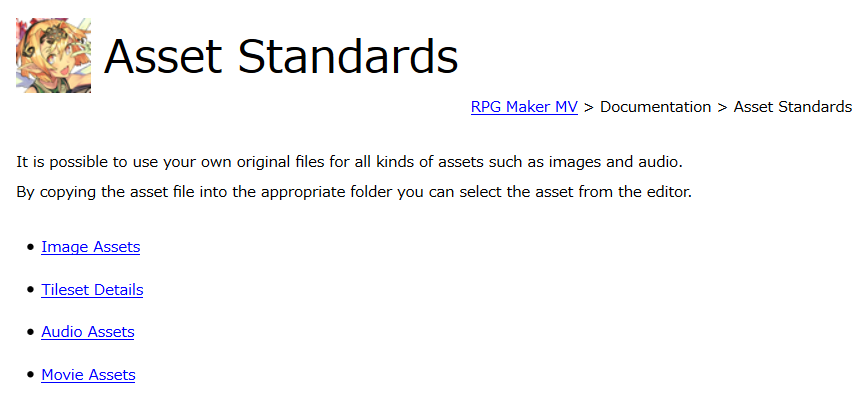 Asset Standards
RPG Maker MV > Documentation > Asset Standards
It is possible to use your own original files for all kinds of assets such as images and audio.
By copying the asset file into the appropriate folder you can select the asset from the editor.
• Image Assets
• Tileset Details
• Audio Assets
• Movie Assets